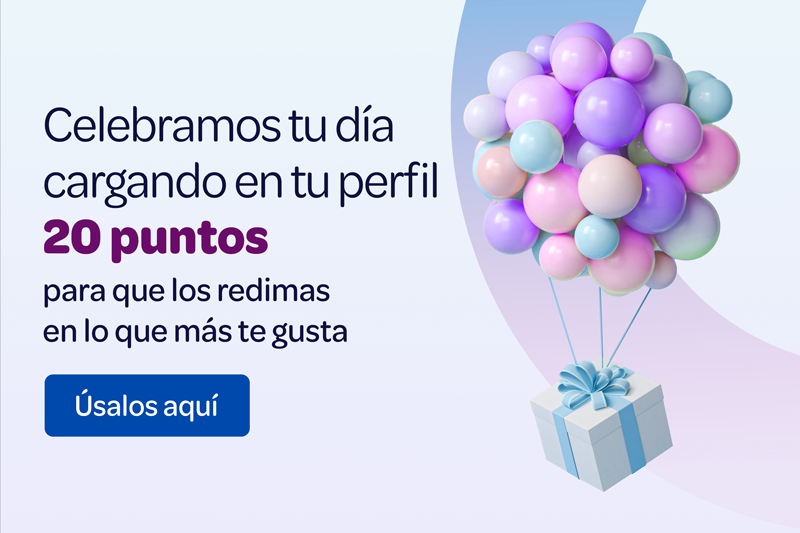 Celebramos tu día
cargando en tu perfil
20 puntos
para que los redimas
en lo que más te gusta
Úsalos aquí